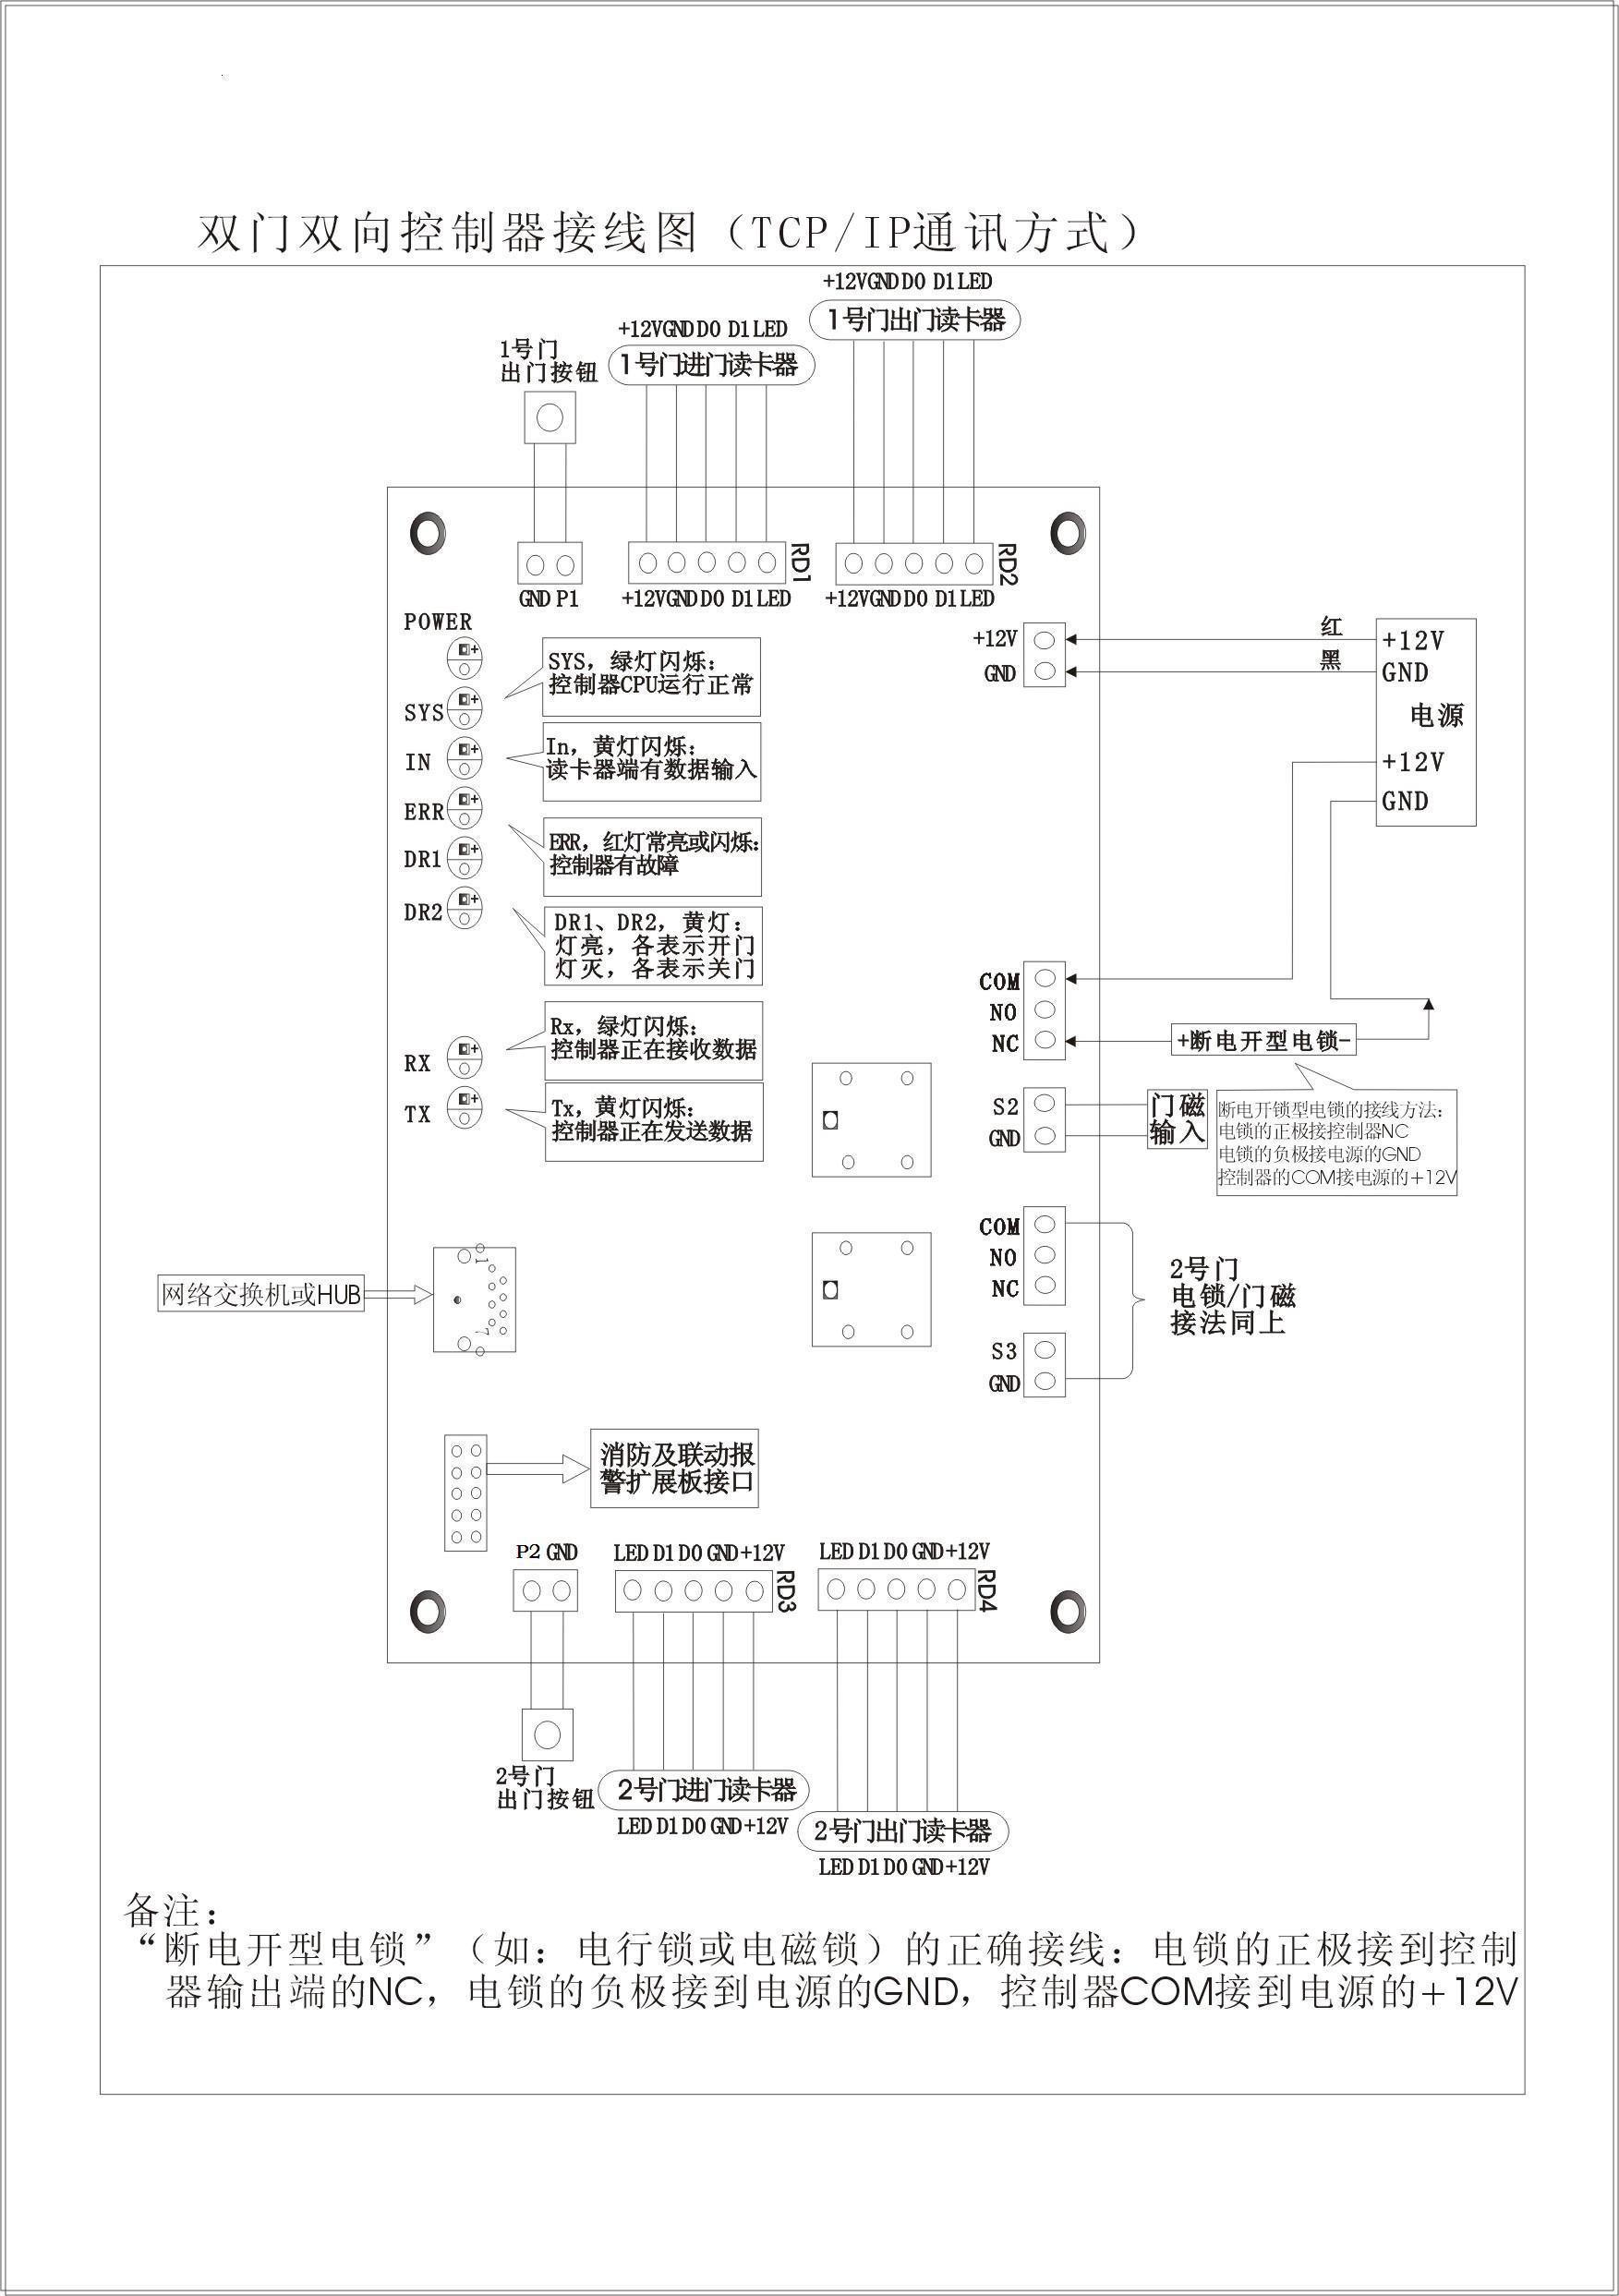 双门双向控制器接线图（TCP/IP通讯方式）
+12VGND D0 D1 LED
1号门出门读卡器
+12VGND D0 D1 LED
1号门进门读卡器
1号门
出门按钮
RD1
RD2
GND P1
+12VGND D0 D1 LED
+12VGND D0 D1 LED
POWER
SYS
IN
ERR
DR1
DR2
RX
TX
SYS，绿灯闪烁：
控制器CPU运行正常
In，黄灯闪烁：
读卡器端有数据输入
ERR，红灯常亮或闪烁：
控制器有故障
DR1、DR2，黄灯：
灯亮，各表示开门
灯灭，各表示关门
Rx，绿灯闪烁：
控制器正在接收数据
Tx，黄灯闪烁：
控制器正在发送数据
+12V
GND
红
黑
+12V
GND
电源
+12V
GND
COM
NO
NC
+断电开型电锁-
S2
GND
门磁
输入
断电开锁型电锁的接线方法：
电锁的正极接控制器NC
电锁的负极接电源的GND
控制器的COM接电源的+12V
COM
NO
NC
S3
GND
2号门
电锁/门磁
接法同上
网络交换机或HUB
消防及联动报
警扩展板接口
P2 GND
LED D1 D0 GND+12V
LED D1 D0 GND+12V
RD3
RD4
2号门
出门按钮
2号门进门读卡器
LED D1 D0 GND+12V
2号门出门读卡器
LED D1 D0 GND+12V
备注：
“断电开型电锁”（如：电行锁或电磁锁）的正确接线：电锁的正极接到控制
器输出端的NC，电锁的负极接到电源的GND，控制器COM接到电源的+12V